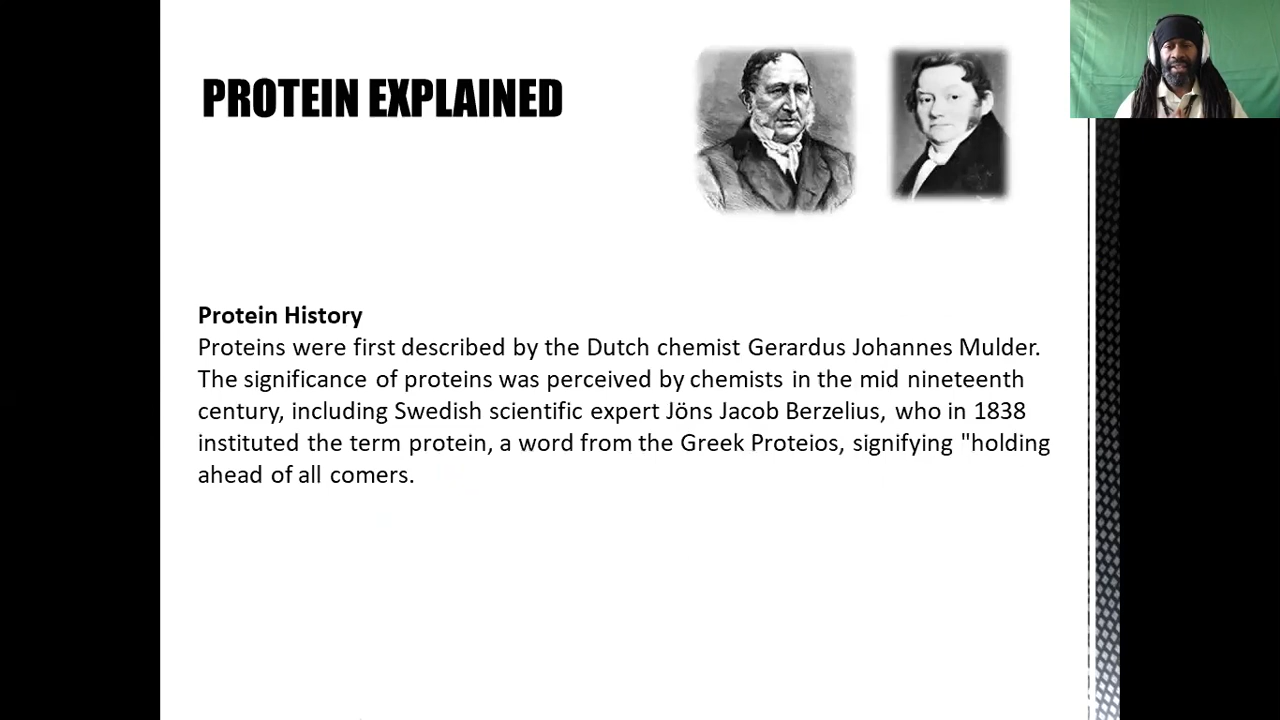 PROTEIN EXPLAINED
Protein History
Proteins were first described by the Dutch chemist Gerardus Johannes Mulder.
The significance of proteins was perceived by chemists in the mid nineteenth
century, including Swedish scientific expert Jöns Jacob Berzelius, who in 1838
instituted the term protein, a word from the Greek Proteios, signifying "holding
ahead of all comers.